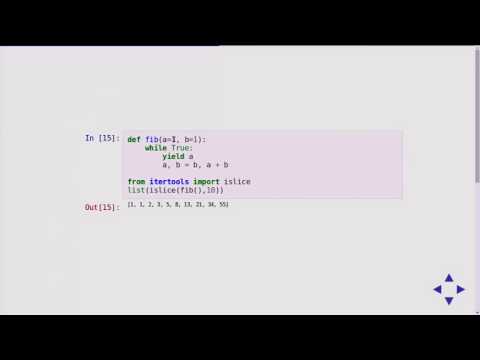 In [15]:
def fib(a=1, b=1):
    while True:
        yield a
        a, b = b, a + b
from itertools import islice
list(islice(fib(),10))
Out[15]:
[1, 1, 2, 3, 5, 8, 13, 21, 34, 55]